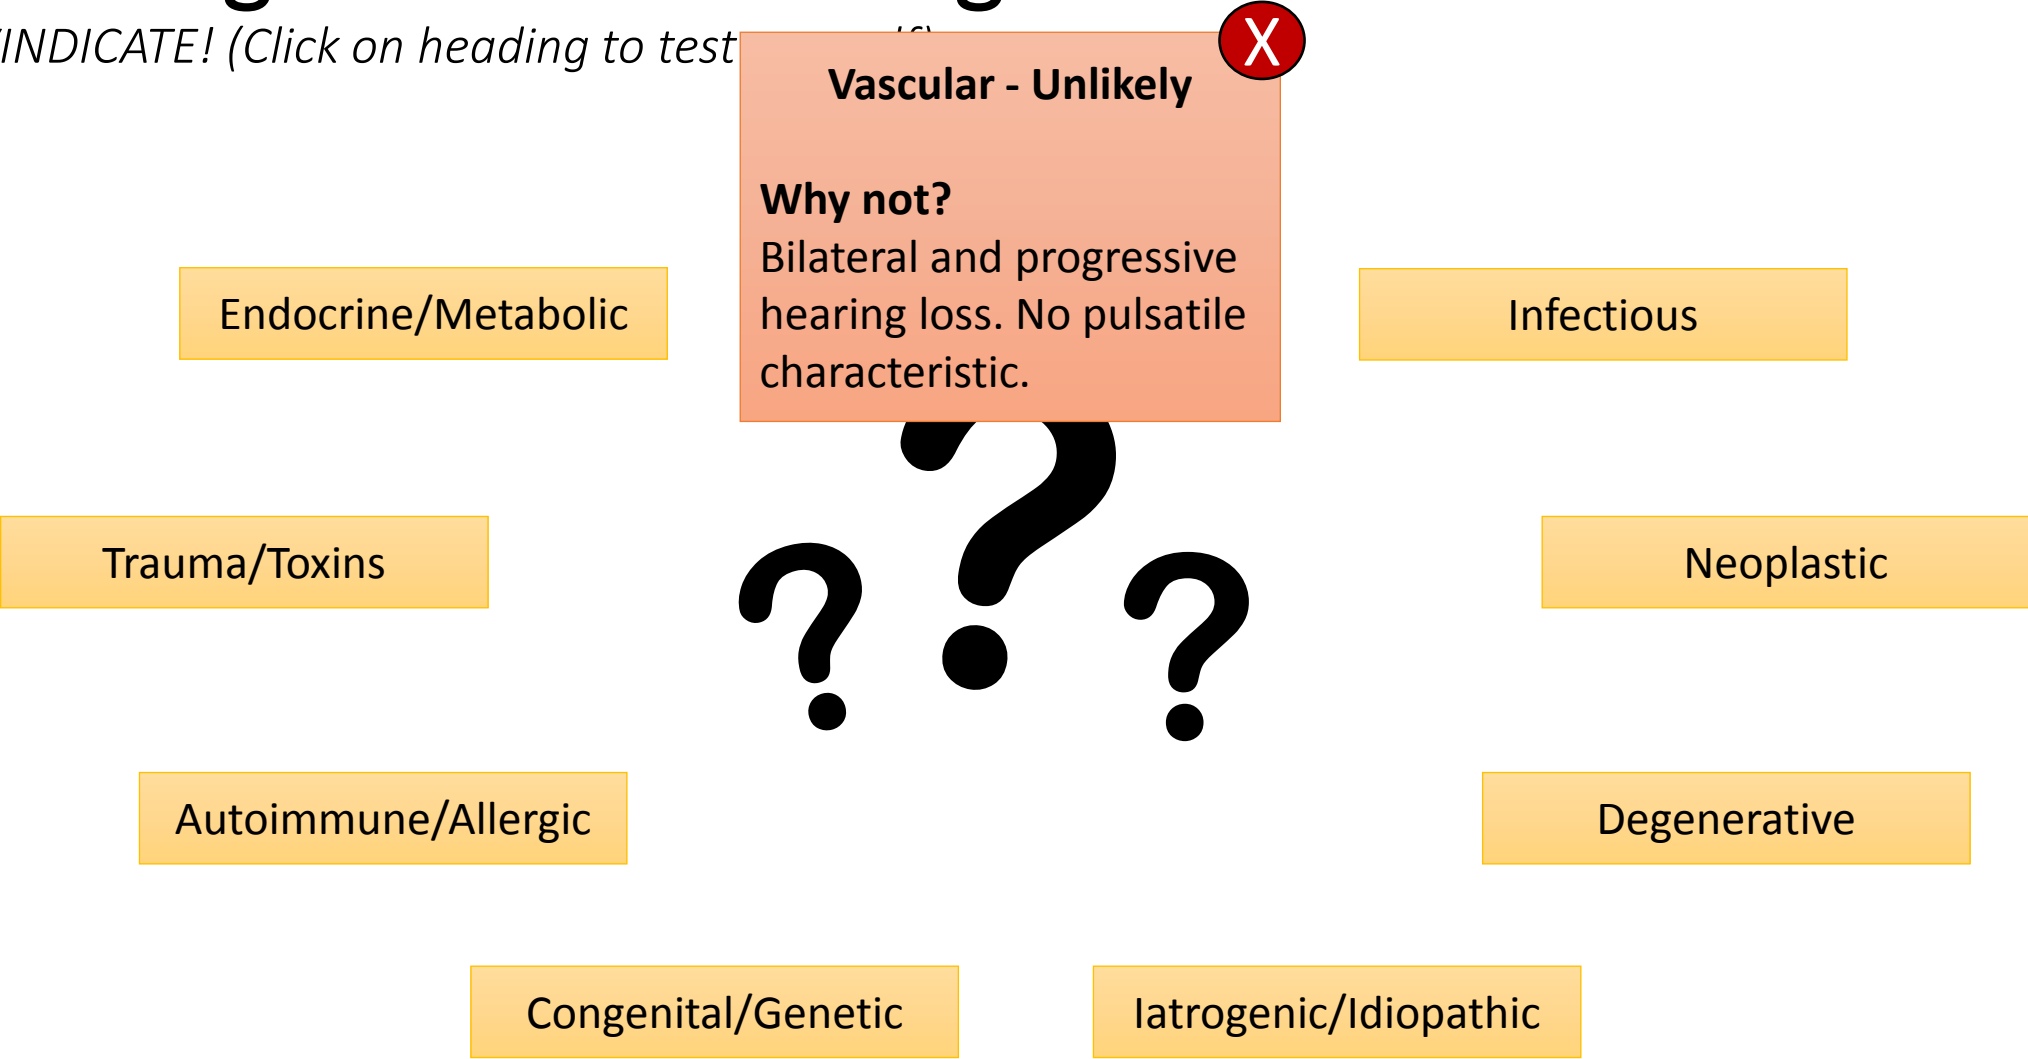 INDICATE! (Click on heading to test
X
Vascular - Unlikely
Why not?
Bilateral and progressive
hearing loss. No pulsatile
characteristic.
Endocrine/Metabolic
Infectious
Trauma/Toxins
Neoplastic
Autoimmune/Allergic
Degenerative
Congenital/Genetic
Iatrogenic/Idiopathic